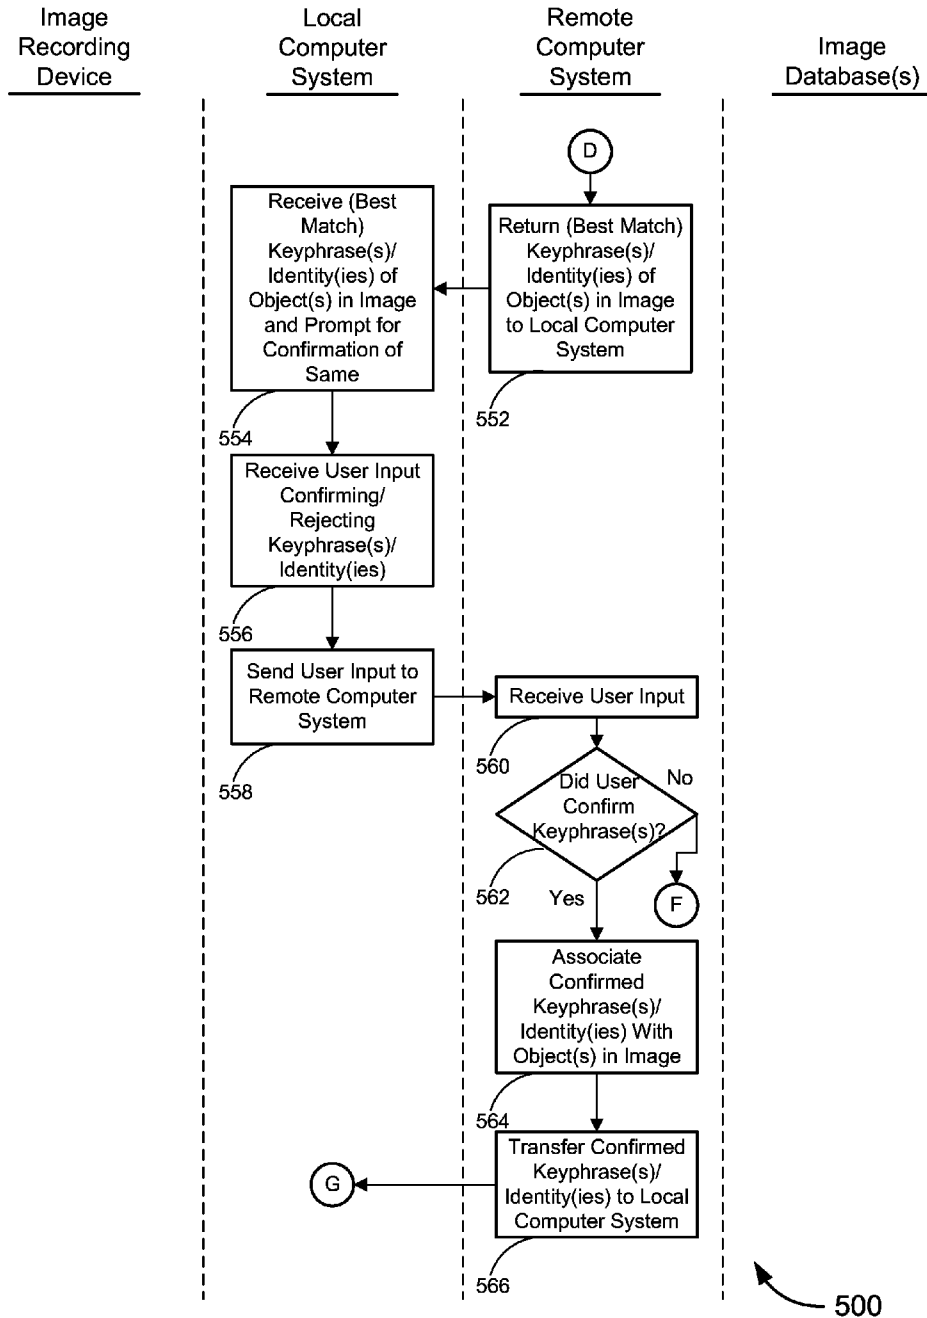 Image
Recording
Device
Local
Computer
System
Remote
Computer
System
Image
Database(s)
D
Return (Best Match)
Keyphrase(s)/
Identity(ies) of
Object(s) in Image
to Local Computer
System
552
Receive (Best
Match)
Keyphrase(s)/
Identity(ies) of
Object(s) in Image
and Prompt for
Confirmation of
Same
554
Receive User Input
Confirming/
Rejecting
Keyphrase(s)/
Identity(ies)
556
Send User Input to
Remote Computer
System
558
Receive User Input
560
Did User
Confirm
Keyphrase(s)?
No
562
Yes
F
Associate
Confirmed
Keyphrase(s)/
Identity(ies) With
Object(s) in Image
564
Transfer Confirmed
Keyphrase(s)/
Identity(ies) to Local
Computer System
G
566
500